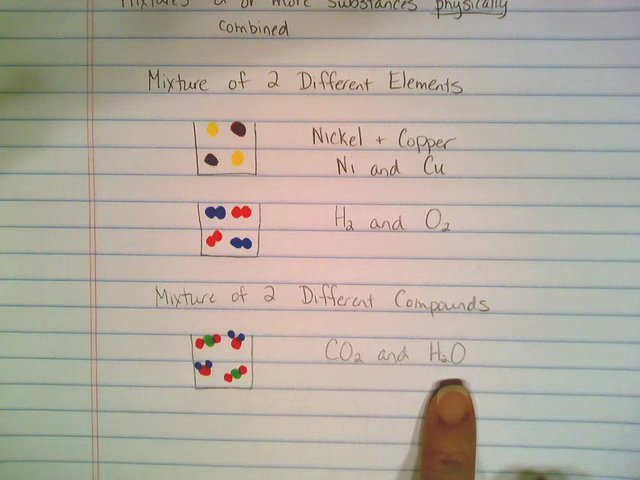 Mixtures 2 or more substances physically
combined
Mixture of 2 Different Elements
Nickel + Copper
Ni and Cu
H₂ and O₂
Mixture of 2 Different Compounds
CO₂ and H₂O